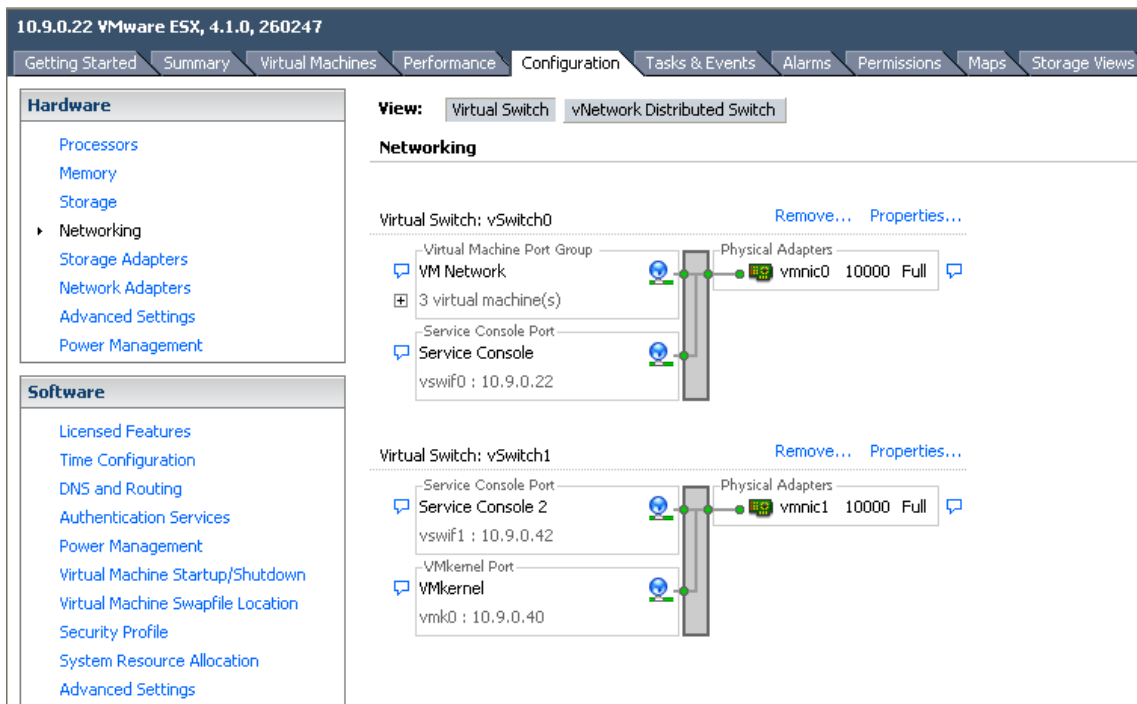 10.9.0.22 VMware ESX, 4.1.0, 260247
Getting Started Summary Virtual Machines Performance Configuration Tasks & Events Alarms Permissions Maps Storage Views
Hardware
Processors
Memory
Storage
Networking
Storage Adapters
Network Adapters
Advanced Settings
Power Management
Software
Licensed Features
Time Configuration
DNS and Routing
Authentication Services
Power Management
Virtual Machine Startup/Shutdown
Virtual Machine Swapfile Location
Security Profile
System Resource Allocation
Advanced Settings
View: Virtual Switch vNetwork Distributed Switch
Networking
Virtual Switch: vSwitch0 Remove... Properties...
Virtual Machine Port Group Physical Adapters
VM Network vmnic0 10000 Full
3 virtual machine(s)
Service Console Port
Service Console
vswif0 : 10.9.0.22
Virtual Switch: vSwitch1 Remove... Properties...
Service Console Port Physical Adapters
Service Console 2 vmnic1 10000 Full
vswif1 : 10.9.0.42
VMkernel Port
VMkernel
vmk0 : 10.9.0.40